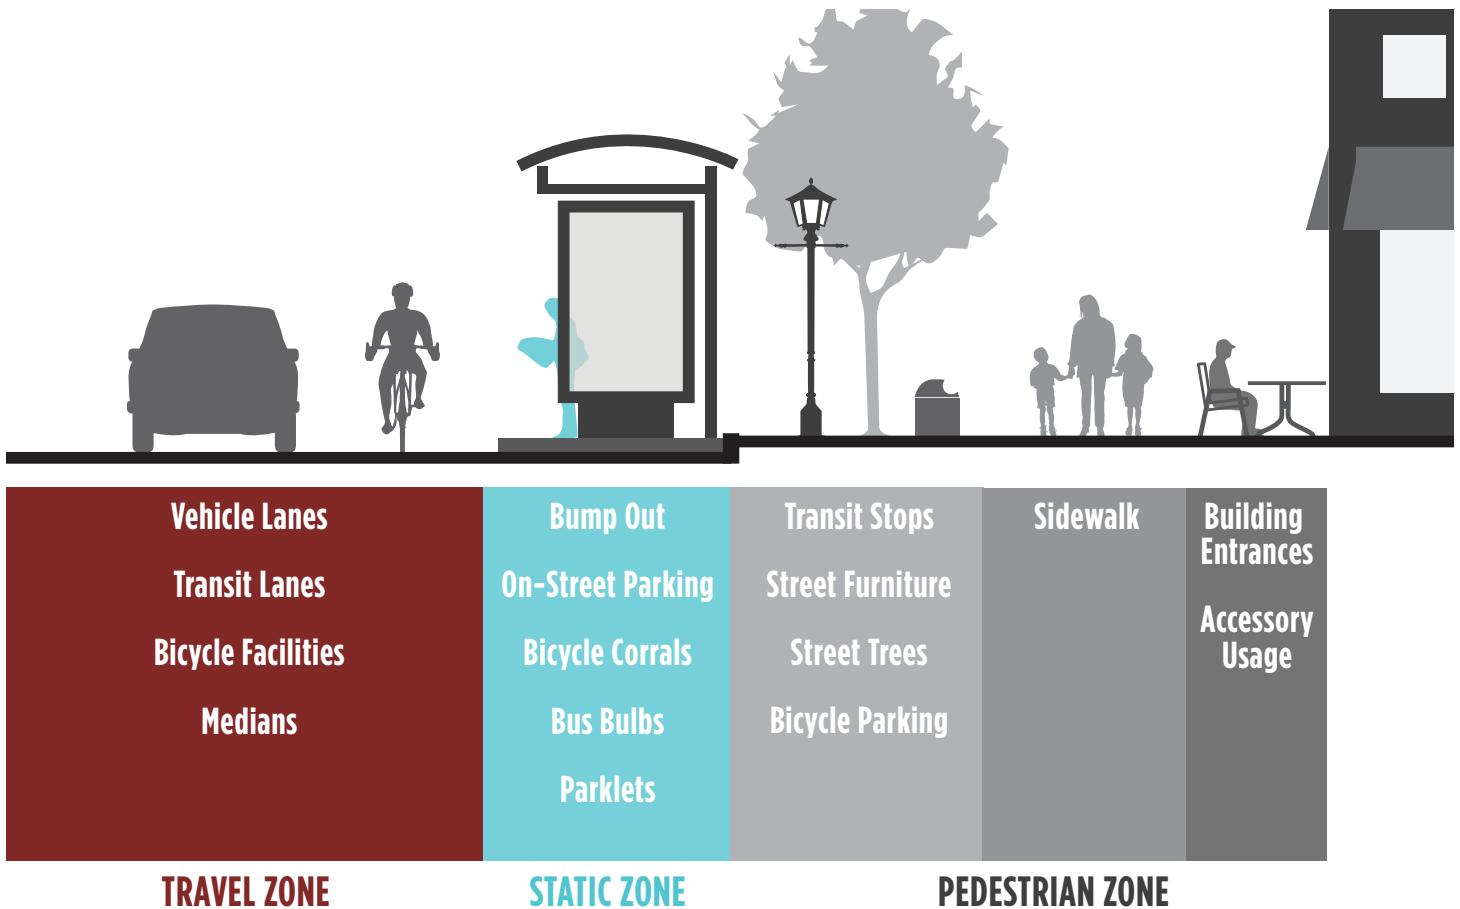 Vehicle Lanes
Transit Lanes
Bicycle Facilities
Medians
Bump Out
On-Street Parking
Bicycle Corrals
Bus Bulbs
Parklets
Transit Stops
Street Furniture
Street Trees
Bicycle Parking
Sidewalk
Building
Entrances
Accessory
Usage
TRAVEL ZONE
STATIC ZONE
PEDESTRIAN ZONE